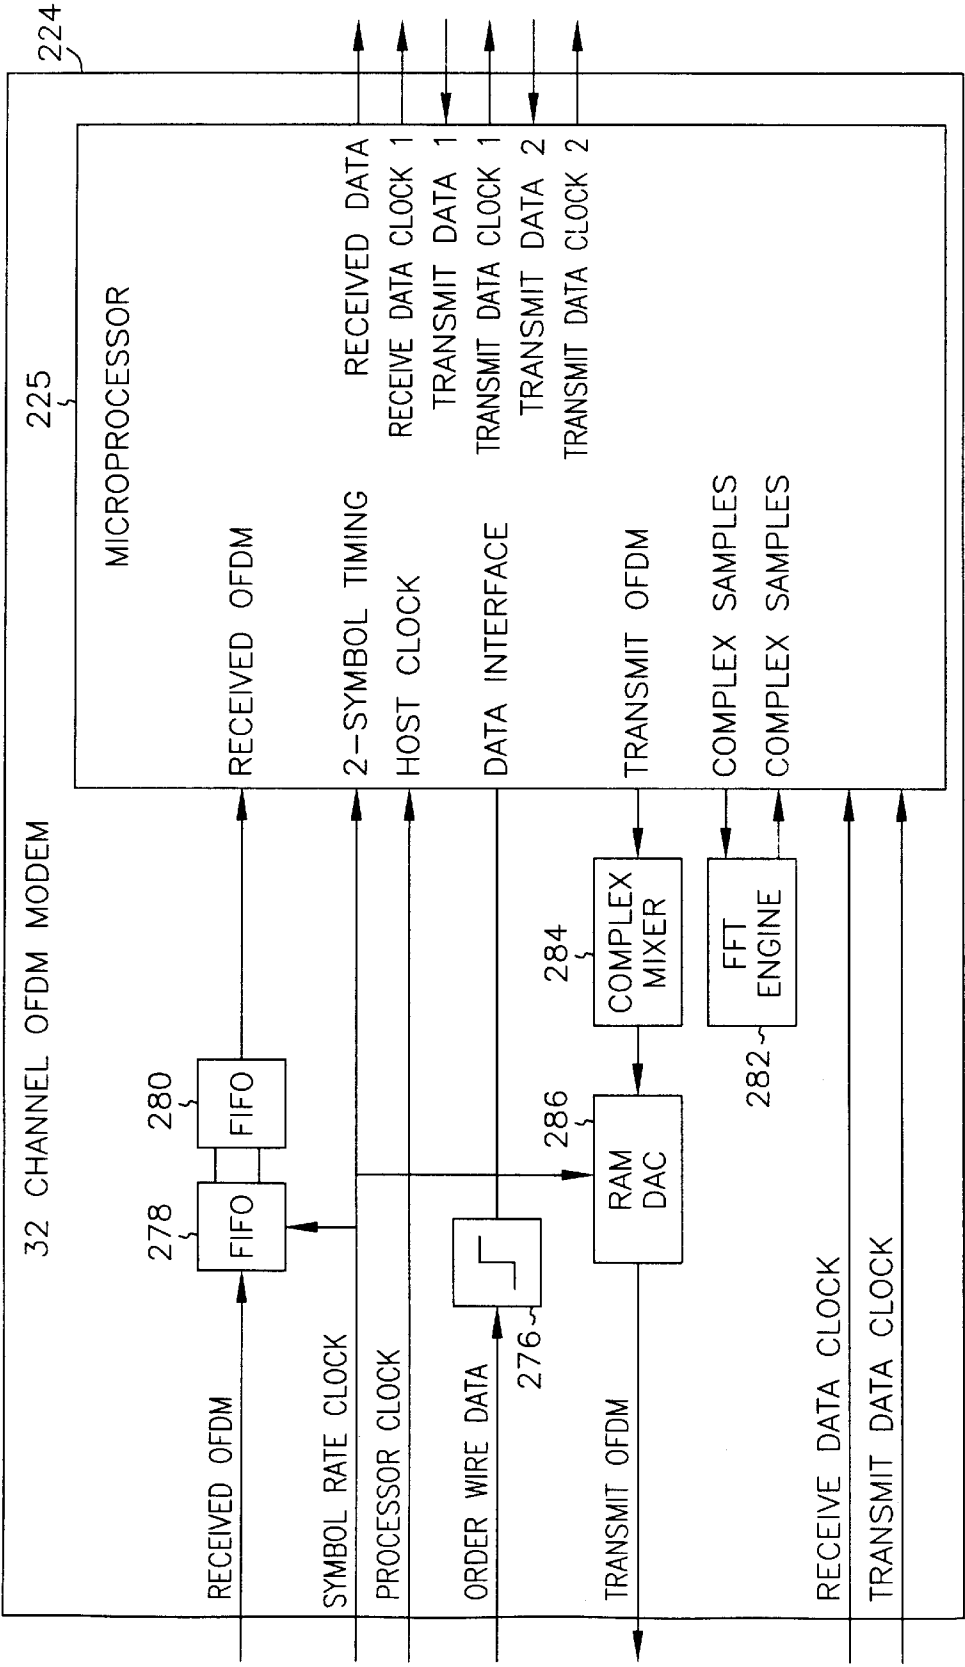 32 CHANNEL OFDM MODEM
224
225
MICROPROCESSOR
RECEIVED OFDM
278
FIFO
280
FIFO
RECEIVED OFDM
SYMBOL RATE CLOCK
2-SYMBOL TIMING
PROCESSOR CLOCK
HOST CLOCK
ORDER WIRE DATA
276
DATA INTERFACE
TRANSMIT OFDM
286
RAM
DAC
284
COMPLEX
MIXER
TRANSMIT OFDM
282
FFT
ENGINE
COMPLEX SAMPLES
COMPLEX SAMPLES
RECEIVE DATA CLOCK
TRANSMIT DATA CLOCK
RECEIVED DATA
RECEIVE DATA CLOCK 1
TRANSMIT DATA 1
TRANSMIT DATA CLOCK 1
TRANSMIT DATA 2
TRANSMIT DATA CLOCK 2